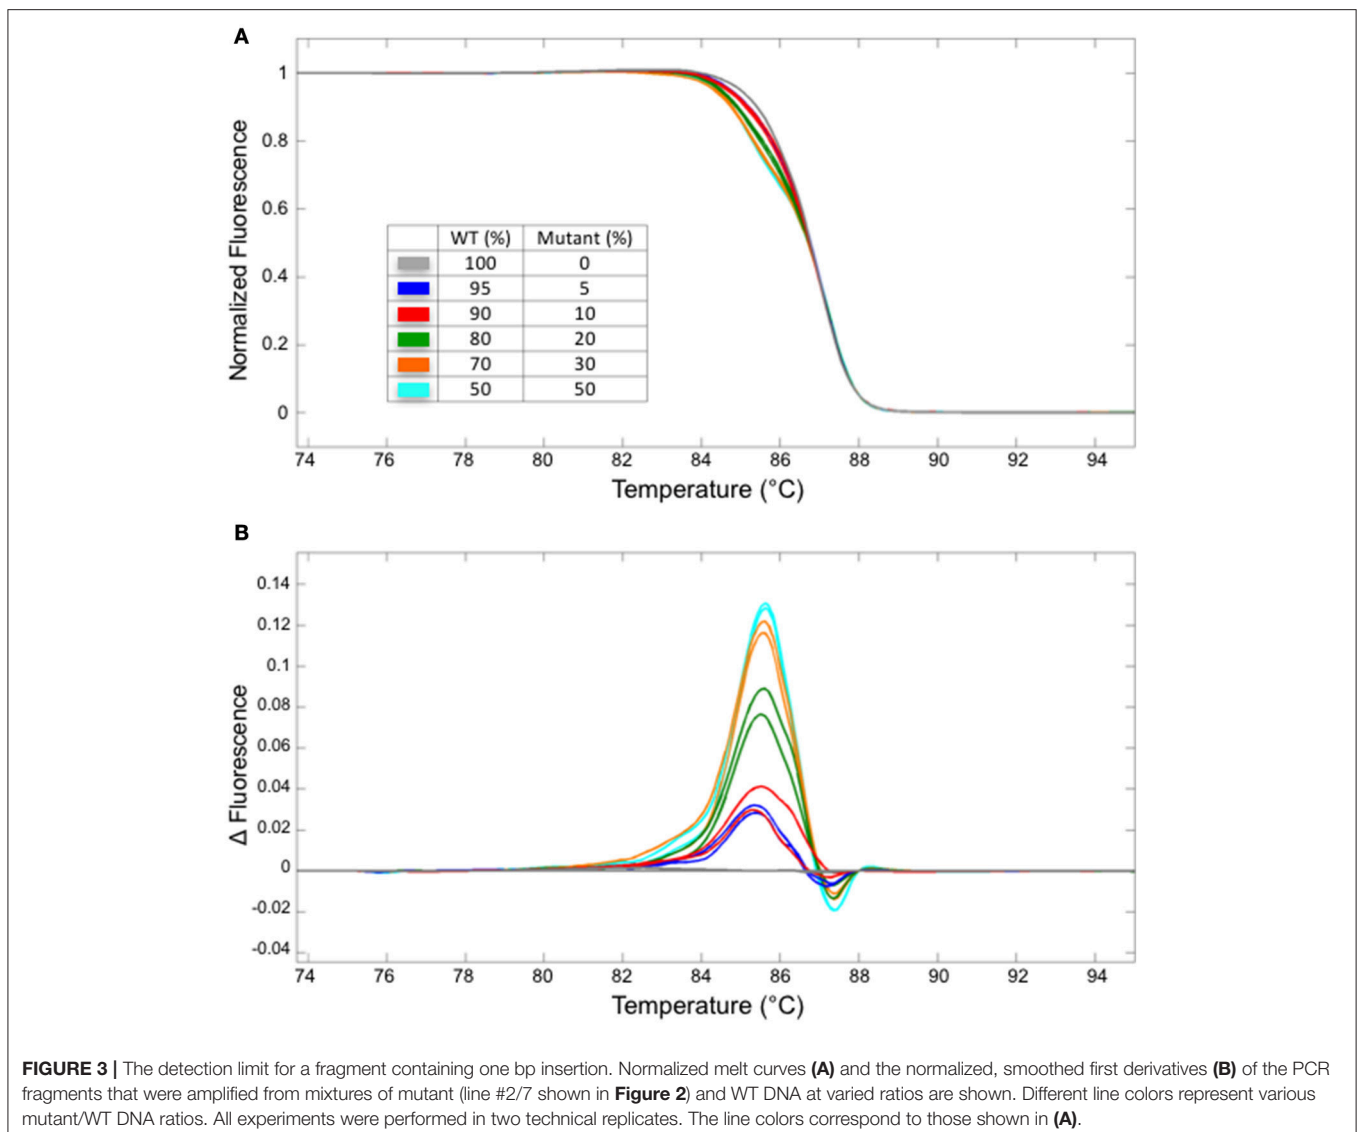 A
1
0.8
0.6
0.4
0.2
0
Normalized Fluorescence
WT (%) Mutant (%)
100 0
95 5
90 10
80 20
70 30
50 50
74 76 78 80 82 84 86 88 90 92 94
Temperature (°C)
B
0.14
0.12
0.1
0.08
0.06
0.04
0.02
0
-0.02
-0.04
Δ Fluorescence
74 76 78 80 82 84 86 88 90 92 94
Temperature (°C)
FIGURE 3 | The detection limit for a fragment containing one bp insertion. Normalized melt curves (A) and the normalized, smoothed first derivatives (B) of the PCR
fragments that were amplified from mixtures of mutant (line #2/7 shown in Figure 2) and WT DNA at varied ratios are shown. Different line colors represent various
mutant/WT DNA ratios. All experiments were performed in two technical replicates. The line colors correspond to those shown in (A).